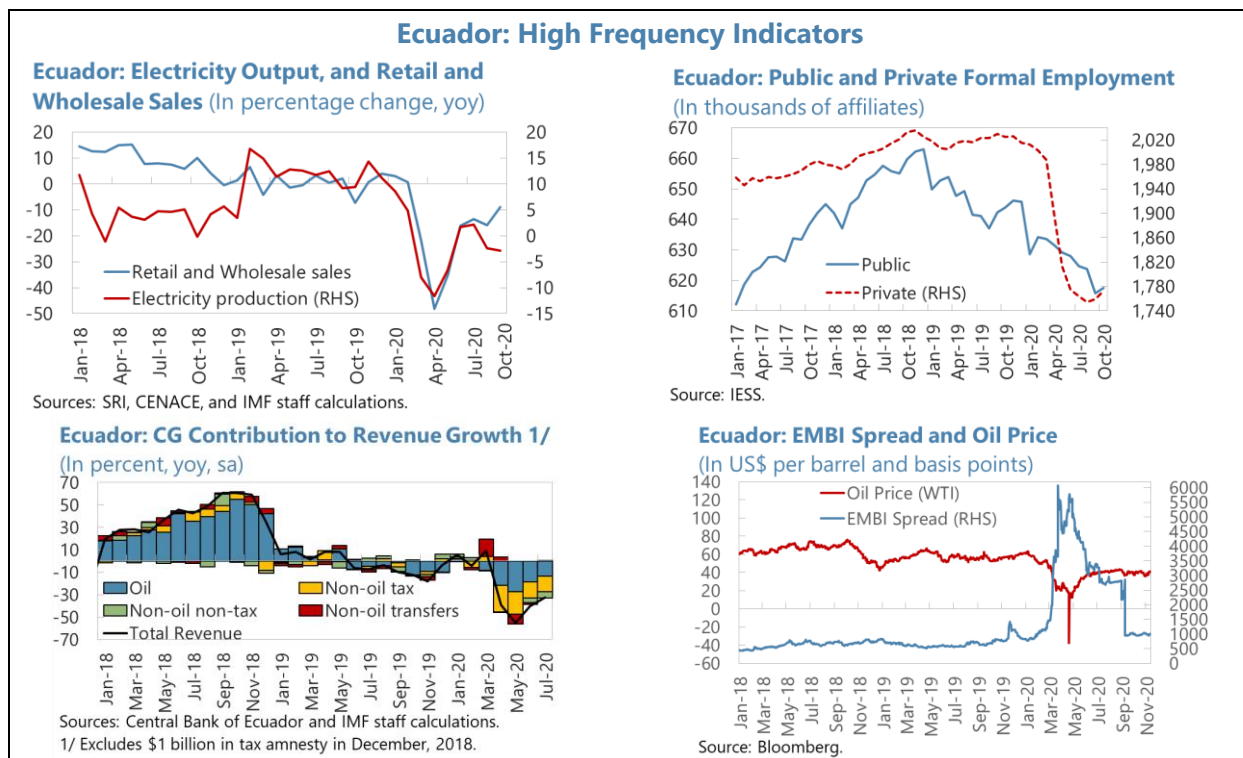 Ecuador: High Frequency Indicators
Ecuador: Electricity Output, and Retail and
Wholesale Sales (In percentage change, yoy)
20
10
0
-10
-20
-30
-40
-50
20
15
10
5
0
-5
-10
-15
Retail and Wholesale sales
Electricity production (RHS)
Jan-18
Apr-18
Jul-18
Oct-18
Jan-19
Apr-19
Jul-19
Oct-19
Jan-20
Apr-20
Jul-20
Oct-20
Sources: SRI, CENACE, and IMF staff calculations.
Ecuador: Public and Private Formal Employment
(In thousands of affiliates)
670
660
650
640
630
620
610
2,020
1,980
1,940
1,900
1,860
1,820
1,780
1,740
Public
Private (RHS)
Jan-17
Apr-17
Jul-17
Oct-17
Jan-18
Apr-18
Jul-18
Oct-18
Jan-19
Apr-19
Jul-19
Oct-19
Jan-20
Apr-20
Jul-20
Oct-20
Source: IESS.
Ecuador: CG Contribution to Revenue Growth 1/
(In percent, yoy, sa)
70
50
30
10
-10
-30
-50
-70
Oil
Non-oil tax
Non-oil non-tax
Non-oil transfers
Total Revenue
Jan-18
Mar-18
May-18
Jul-18
Sep-18
Nov-18
Jan-19
Mar-19
May-19
Jul-19
Sep-19
Nov-19
Jan-20
Mar-20
May-20
Jul-20
Sources: Central Bank of Ecuador and IMF staff calculations.
1/ Excludes $1 billion in tax amnesty in December, 2018.
Ecuador: EMBI Spread and Oil Price
(In US$ per barrel and basis points)
140
120
100
80
60
40
20
0
-20
-40
-60
6000
5500
5000
4500
4000
3500
3000
2500
2000
1500
1000
500
0
Oil Price (WTI)
EMBI Spread (RHS)
Jan-18
Mar-18
May-18
Jul-18
Sep-18
Nov-18
Jan-19
Mar-19
May-19
Jul-19
Sep-19
Nov-19
Jan-20
Mar-20
May-20
Jul-20
Sep-20
Nov-20
Source: Bloomberg.